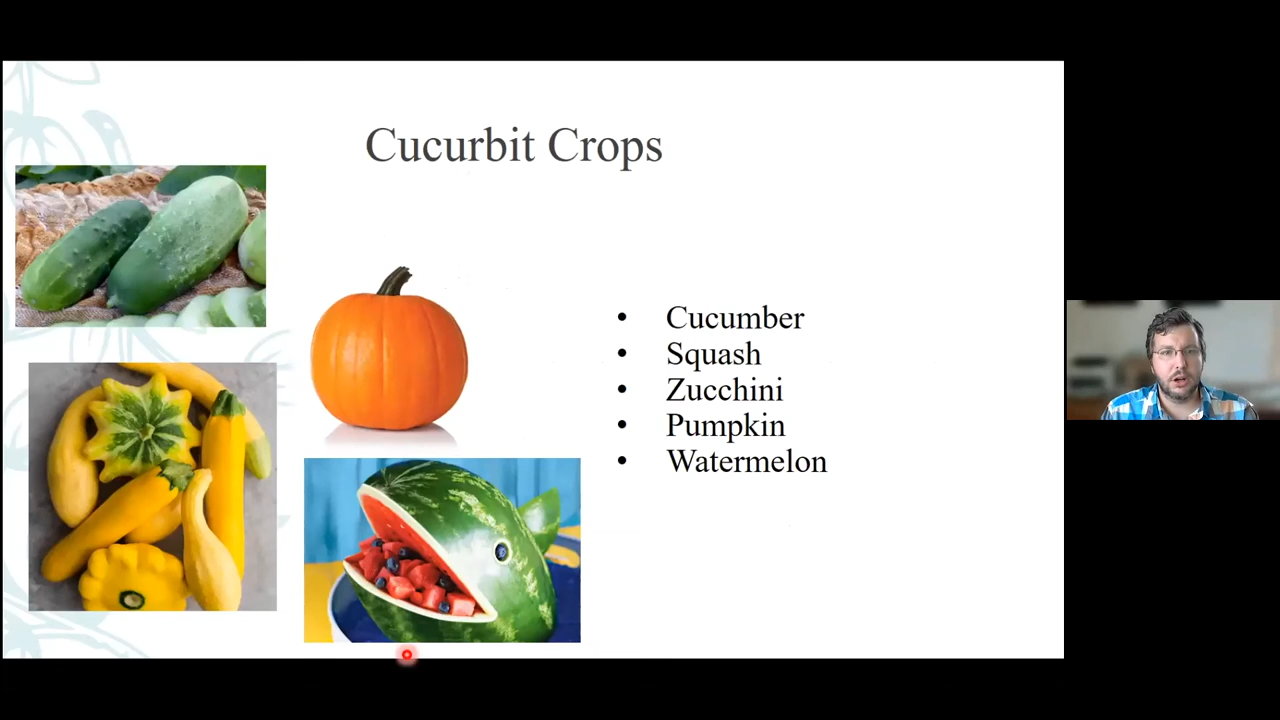 Cucurbit Crops
• Cucumber
• Squash
• Zucchini
• Pumpkin
• Watermelon